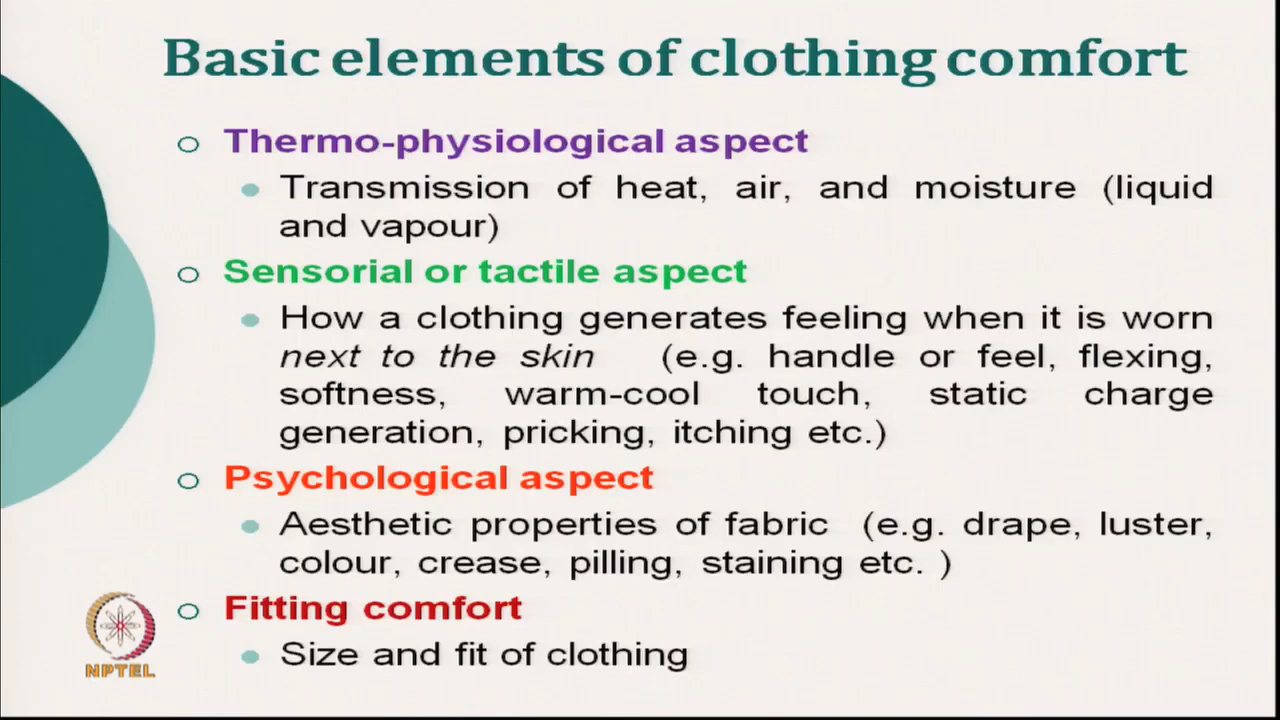 Basic elements of clothing comfort
Thermo-physiological aspect
Transmission of heat, air, and moisture (liquid
and vapour)
Sensorial or tactile aspect
How a clothing generates feeling when it is worn
next to the skin (e.g. handle or feel, flexing,
softness, warm-cool touch, static charge
generation, pricking, itching etc.)
Psychological aspect
Aesthetic properties of fabric (e.g. drape, luster,
colour, crease, pilling, staining etc. )
Fitting comfort
Size and fit of clothing
NPTEL